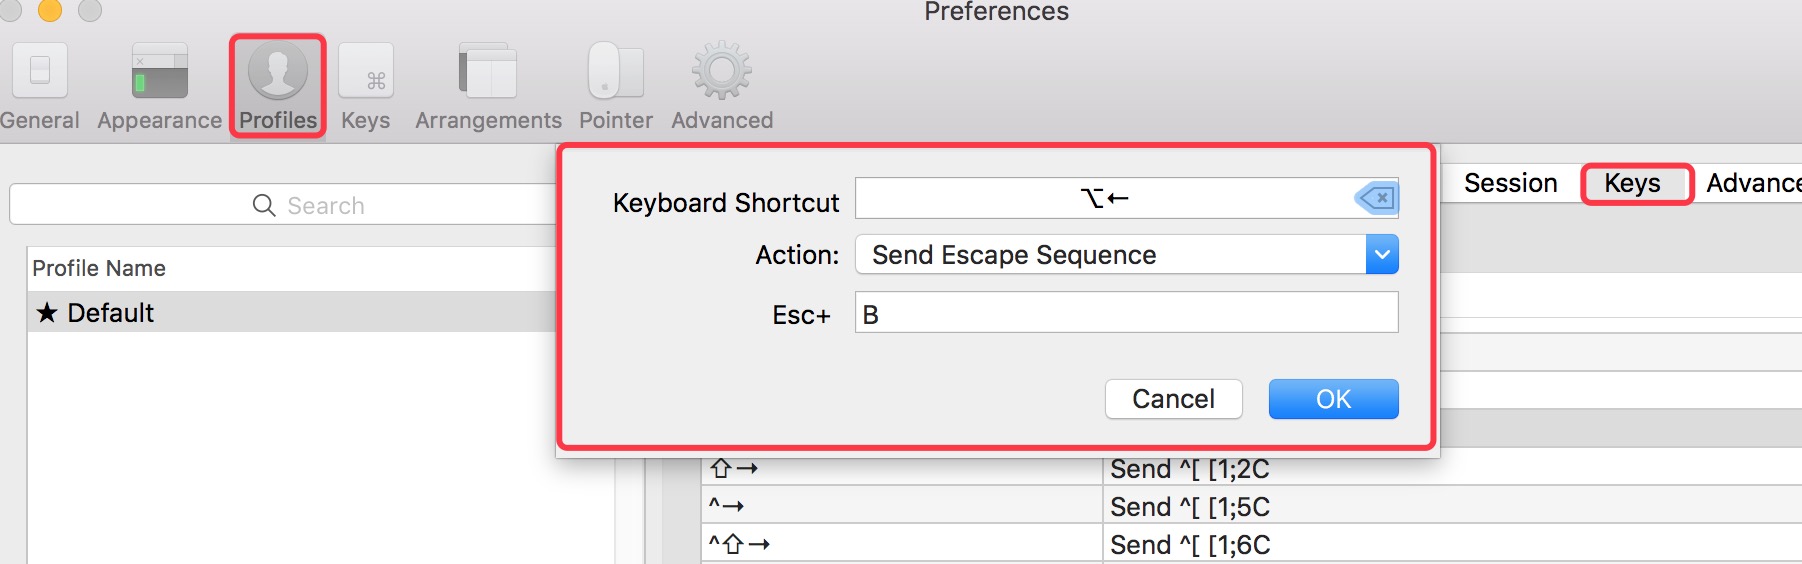 Preferences
General Appearance Profiles Keys Arrangements Pointer Advanced
Search
Profile Name
★ Default
Keyboard Shortcut ⌥←
Action: Send Escape Sequence
Esc+ B
Cancel OK
Session Keys Advance
⇧→ Send ^[ [1;2C
^→ Send ^[ [1;5C
^⇧→ Send ^[ [1;6C